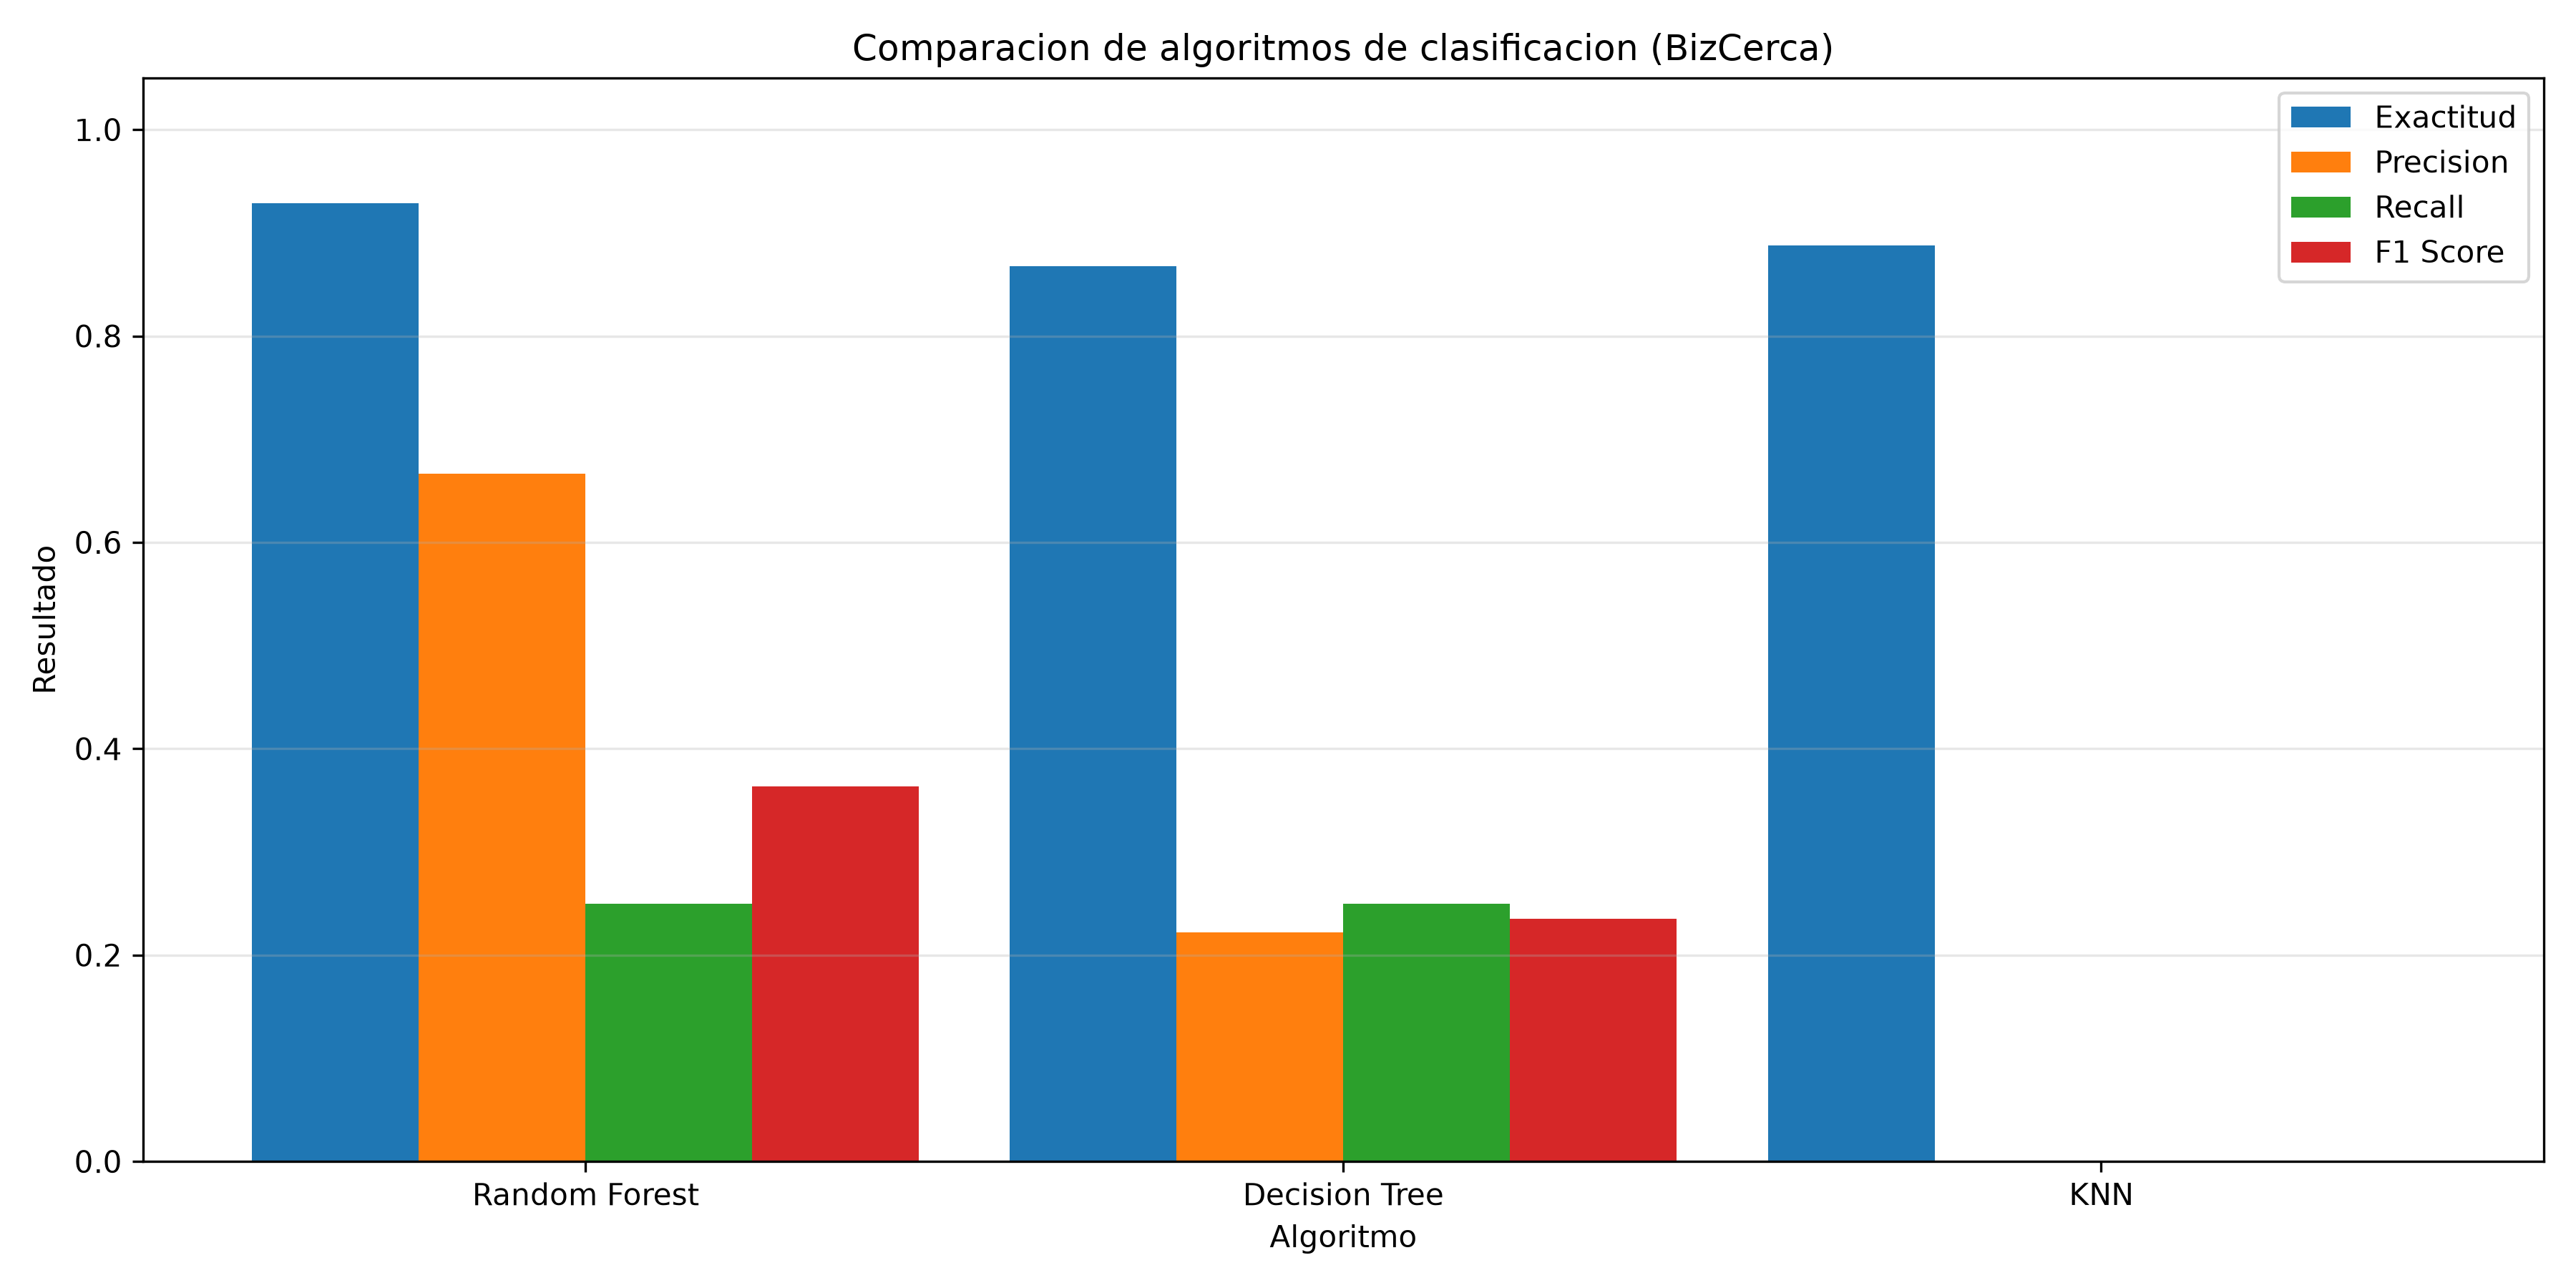 Comparacion de algoritmos de clasificacion (BizCerca)
Exactitud
Precision
Recall
F1 Score
Resultado
1.0
0.8
0.6
0.4
0.2
0.0
Random Forest
Decision Tree
KNN
Algoritmo